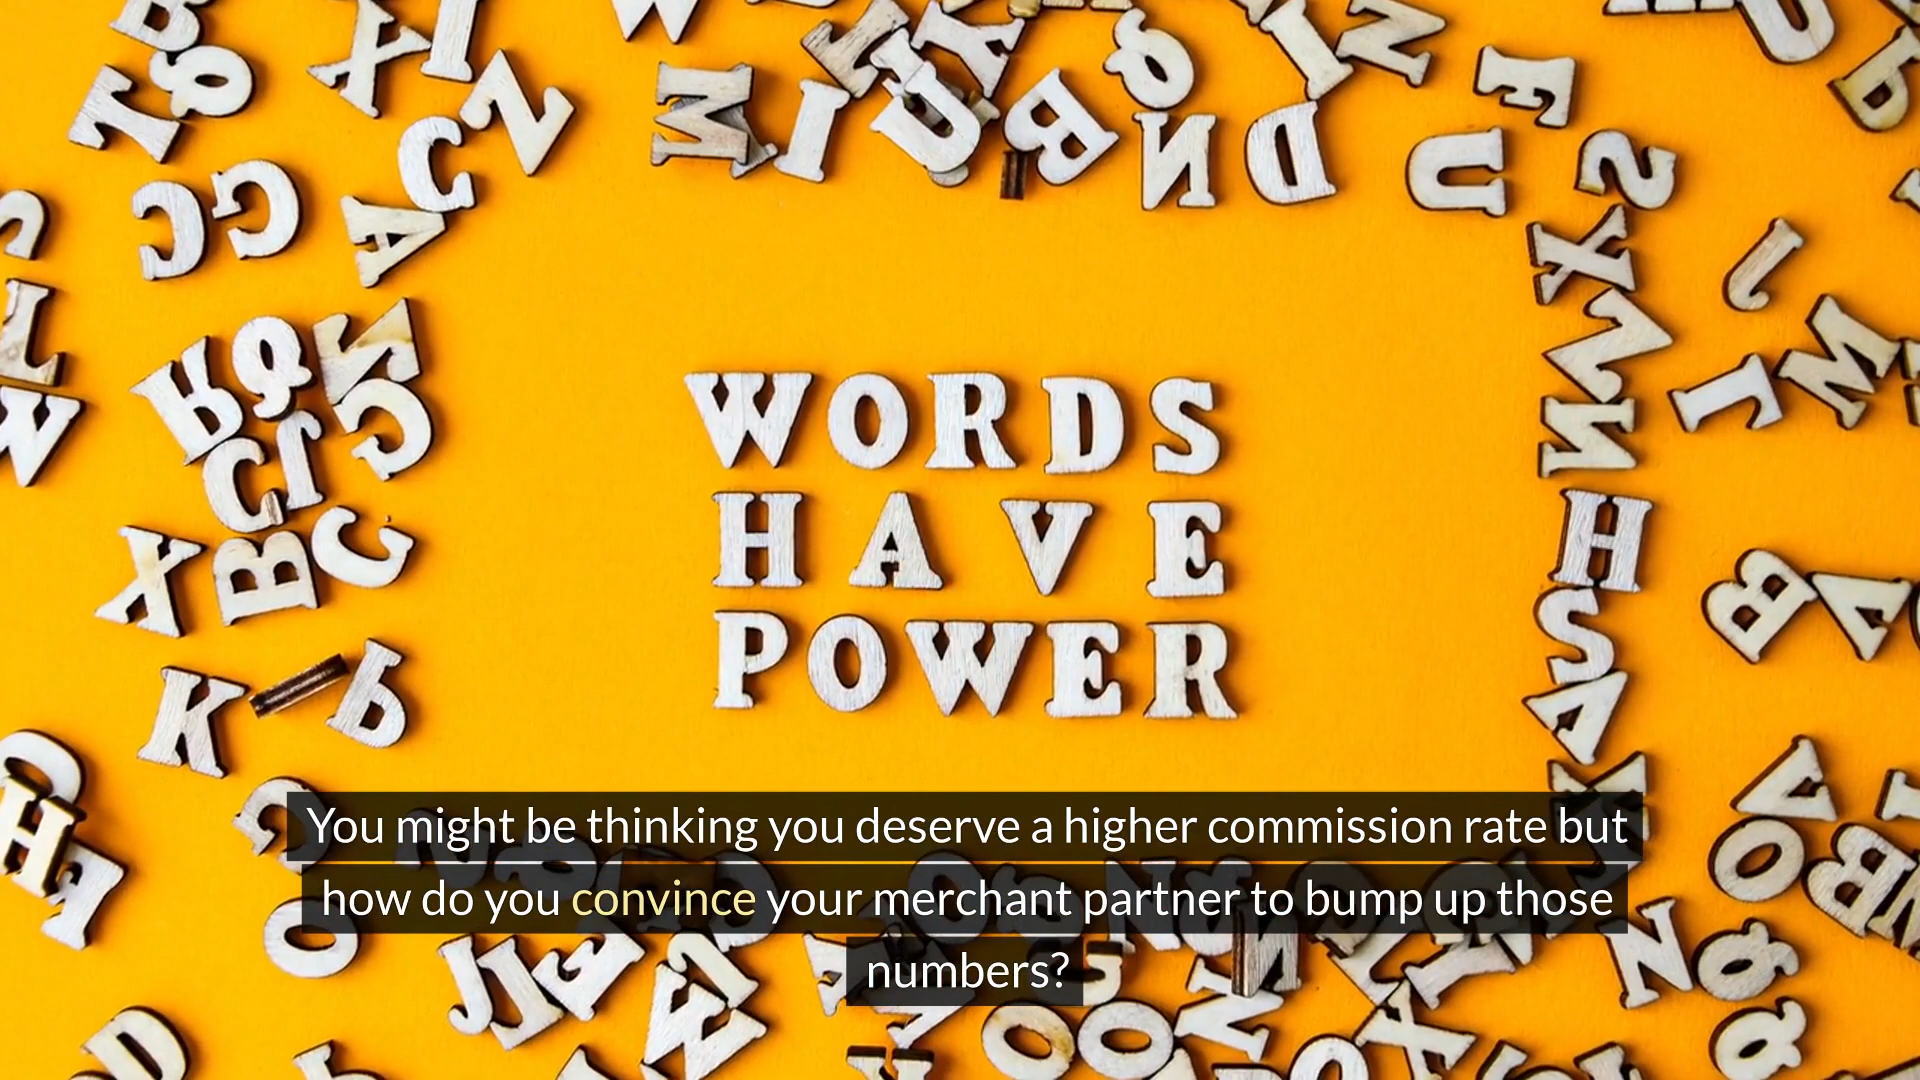 WORDS
HAVE
POWER
You might be thinking you deserve a higher commission rate but
how do you convince your merchant partner to bump up those
numbers?